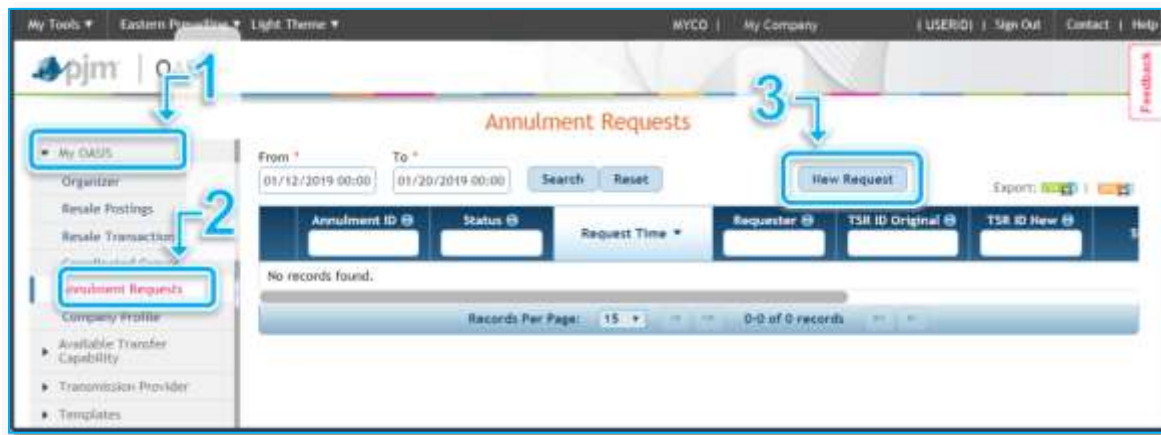 My Tools ▼ Eastern Prevailing ▼ Light Theme ▼ MYCO | My Company (USERID) | Sign Out Contact | Help
pjm | OASIS
Feedback
1
3
Annulment Requests
My OASIS
From * To *
01/12/2019 00:00 01/20/2019 00:00 Search Reset New Request Export: |
Organizer
Resale Postings
Resale Transaction
2
Annulment ID Status Request Time ▼ Requester TSR ID Original TSR ID New
No records found.
Annulment Requests
Company Profile
Records Per Page: 15 0-0 of 0 records
Available Transfer
Capability
Transmission Provider
Templates